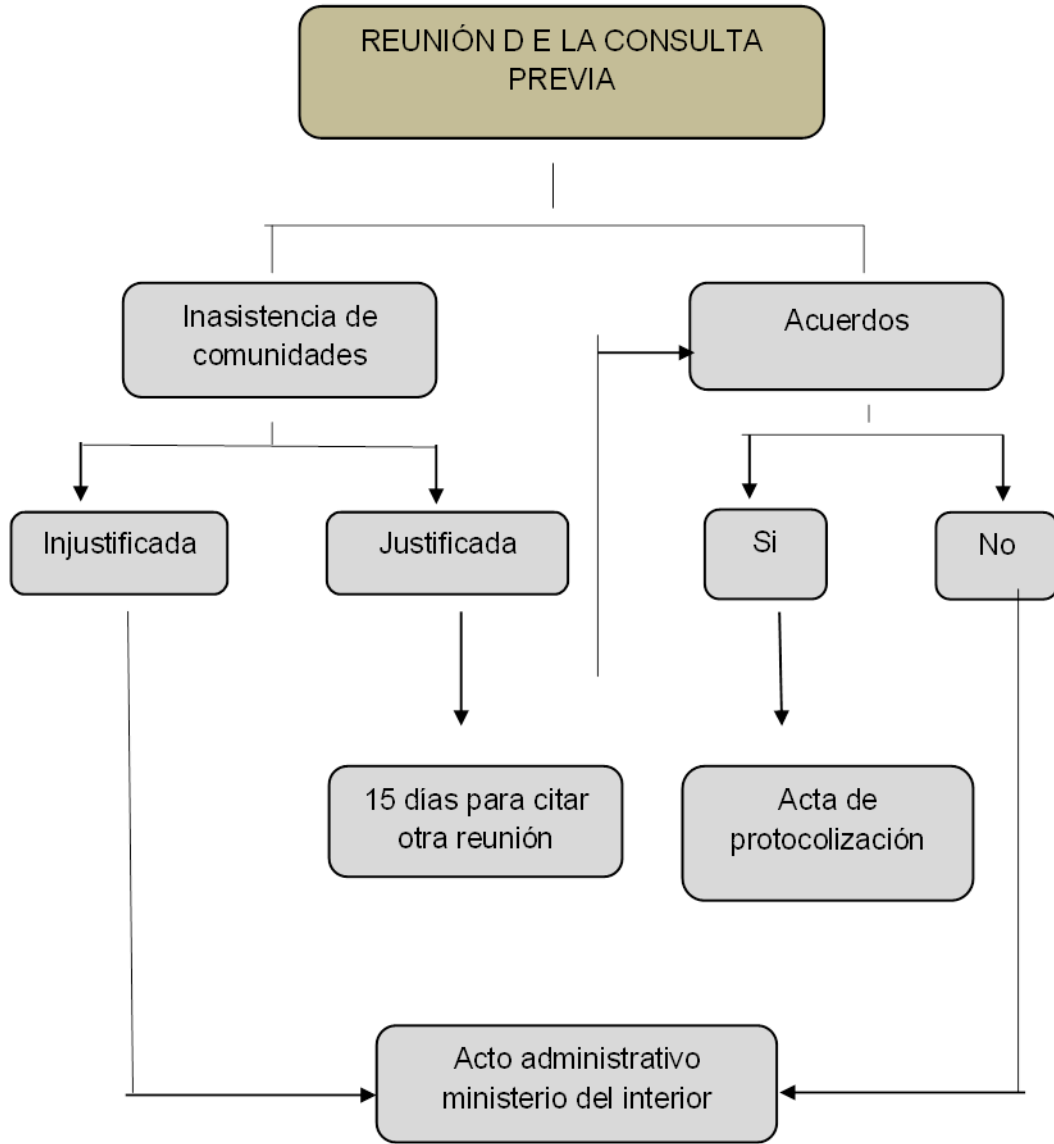 REUNIÓN D E LA CONSULTA
PREVIA
Inasistencia de
comunidades
Acuerdos
Injustificada
Justificada
Si
No
15 días para citar
otra reunión
Acta de
protocolización
Acto administrativo
ministerio del interior